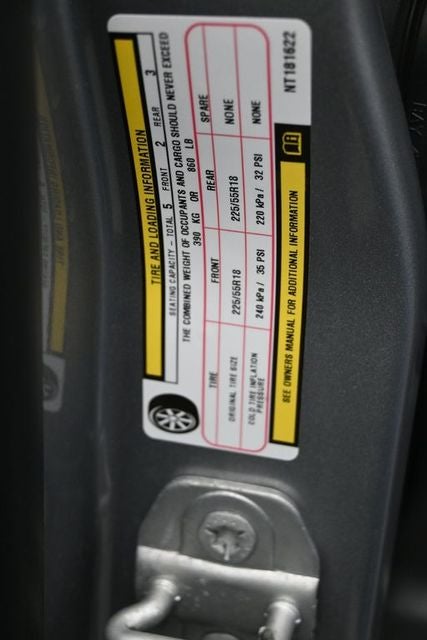 TIRE AND LOADING INFORMATION
SEATING CAPACITY - TOTAL 5 FRONT 2 REAR 3
THE COMBINED WEIGHT OF OCCUPANTS AND CARGO SHOULD NEVER EXCEED
390 KG OR 860 LB
TIRE FRONT REAR SPARE
ORIGINAL TIRE SIZE 225/55R18 225/55R18 NONE
COLD TIRE INFLATION PRESSURE 240 kPa / 35 PSI 220 kPa / 32 PSI NONE
SEE OWNERS MANUAL FOR ADDITIONAL INFORMATION
NT181622